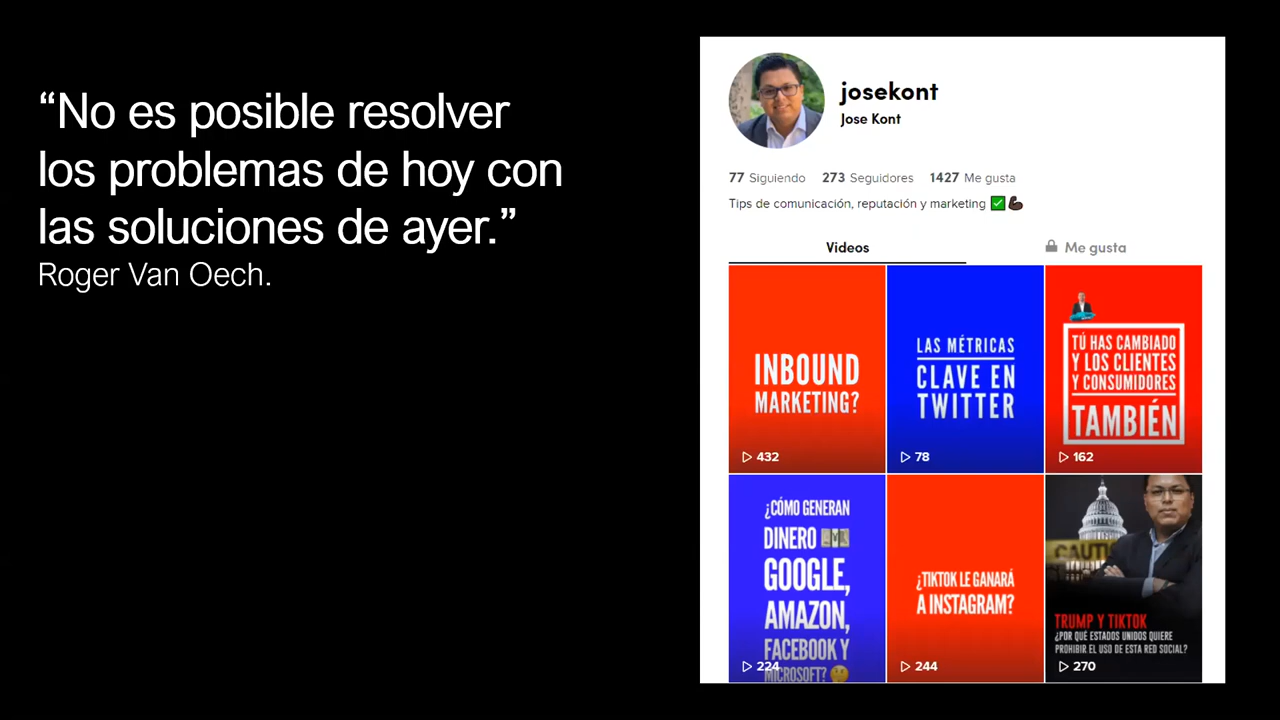 “No es posible resolver
los problemas de hoy con
las soluciones de ayer.”
Roger Van Oech.
josekont
Jose Kont
77 Siguiendo 273 Seguidores 1427 Me gusta
Tips de comunicación, reputación y marketing ✅💪🏿
Videos Me gusta
INBOUND
MARKETING?
432
LAS MÉTRICAS
CLAVE EN
TWITTER
78
TÚ HAS CAMBIADO
Y LOS CLIENTES
Y CONSUMIDORES
TAMBIÉN
162
¿CÓMO GENERAN
DINERO
GOOGLE,
AMAZON,
FACEBOOK Y
MICROSOFT? 🤔
224
¿TIKTOK LE GANARÁ
A INSTAGRAM?
244
CAUTI
TRUMP Y TIKTOK
¿POR QUÉ ESTADOS UNIDOS QUIERE
PROHIBIR EL USO DE ESTA RED SOCIAL?
270